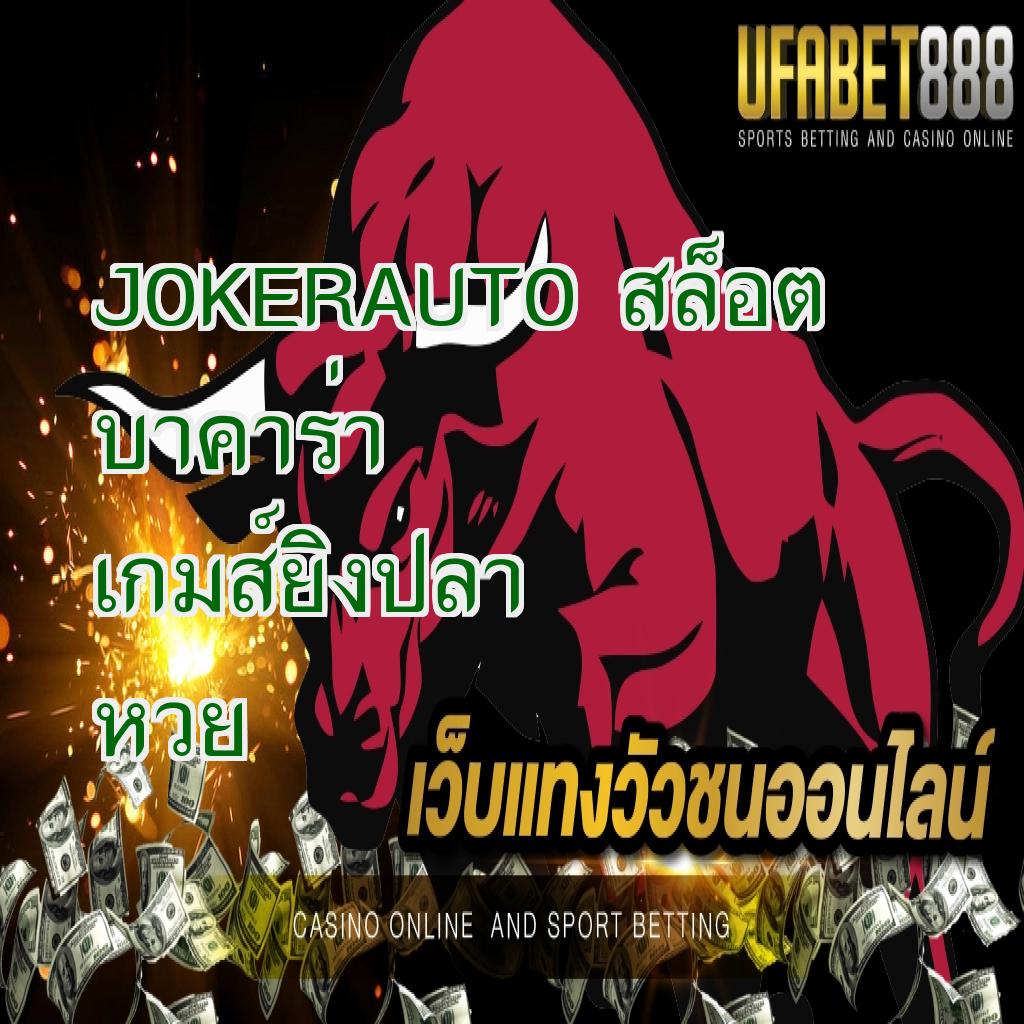 UFABET888
SPORTS BETTING AND CASINO ONLINE
JOKERAUTO สล็อต
บาคาร่า
เกมส์ยิงปลา
หวย
เว็บแทงวัวชนออนไลน์
CASINO ONLINE AND SPORT BETTING